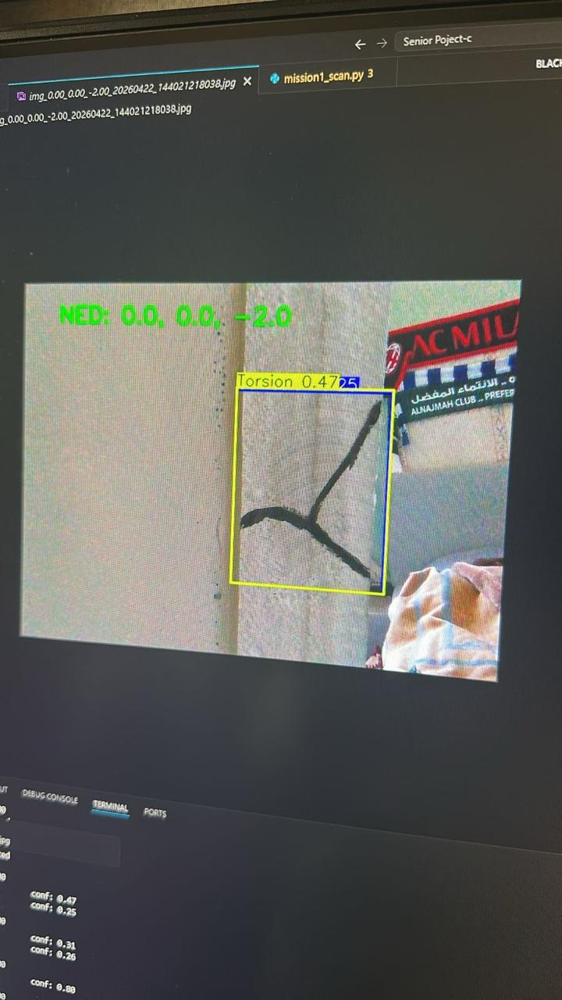 ← → Senior Poject-c
img_0.00_0.00_-2.00_20260422_144021218038.jpg ✕ mission1_scan.py 3
g_0.00_0.00_-2.00_20260422_144021218038.jpg
NED: 0.0, 0.0, -2.0
Torsion 0.47 25
AC MIL
الانتماء المفضل
ALNAJMAH CLUB .. PREFER
UT DEBUG CONSOLE TERMINAL PORTS
conf: 0.47
conf: 0.25
conf: 0.31
conf: 0.26
conf: 0.80